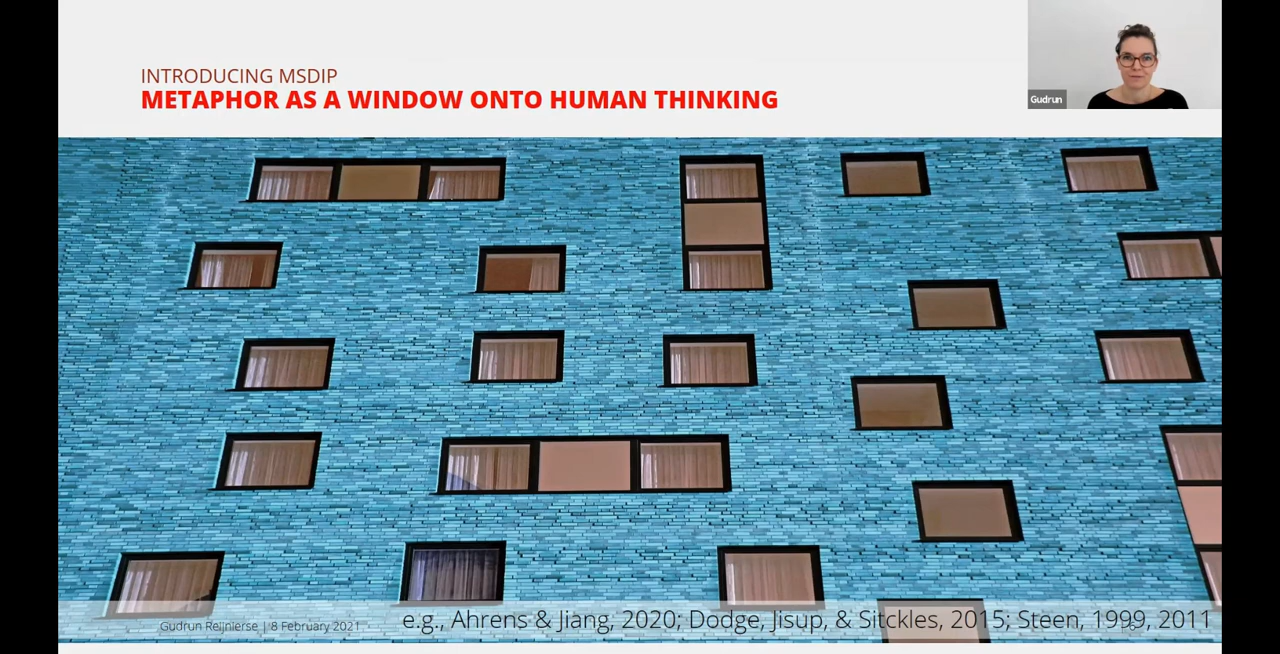 INTRODUCING MSDIP
METAPHOR AS A WINDOW ONTO HUMAN THINKING
Gudrun
e.g., Ahrens & Jiang, 2020; Dodge, Jisup, & Sitckles, 2015; Steen, 1999, 2011
Gudrun Reijnierse | 8 February 2021